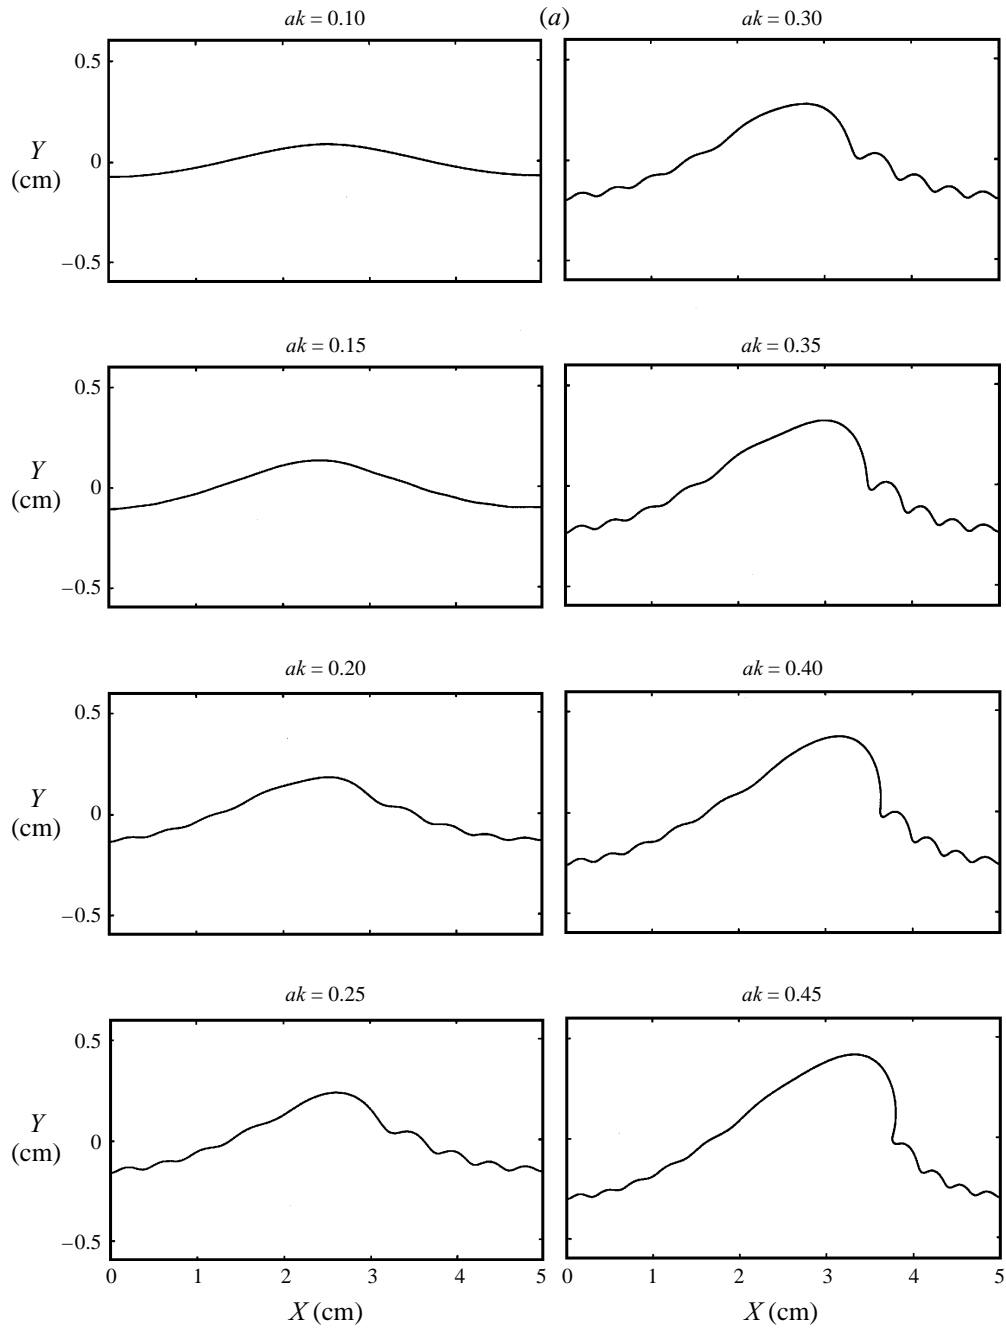 (a)
ak = 0.10
0.5
Y
(cm)
0
−0.5
ak = 0.30
ak = 0.15
0.5
Y
(cm)
0
−0.5
ak = 0.35
ak = 0.20
0.5
Y
(cm)
0
−0.5
ak = 0.40
ak = 0.25
0.5
Y
(cm)
0
−0.5
0 1 2 3 4 5
X (cm)
ak = 0.45
0 1 2 3 4 5
X (cm)